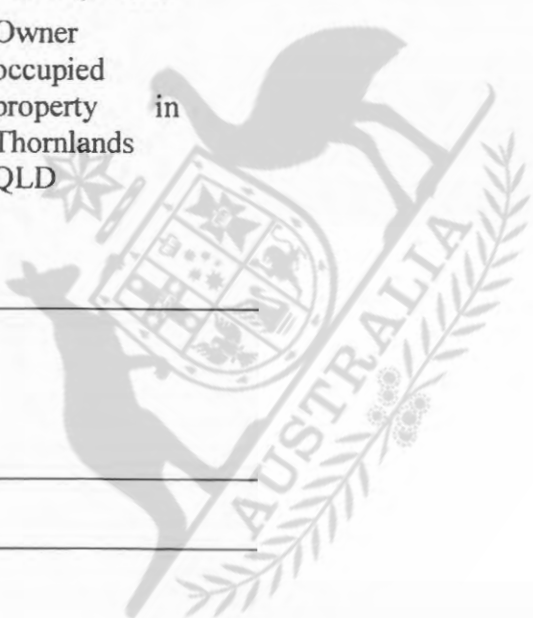 Owner
occupied
property in
Thornlands
QLD
AUSTRALIA